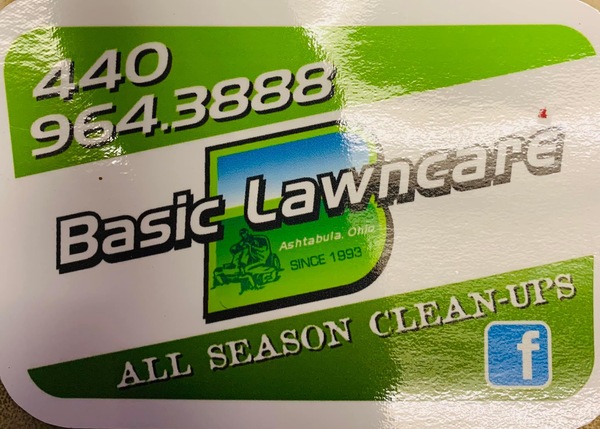 440
964.3888
Basic Lawncare
Ashtabula, Ohio
SINCE 1993
ALL SEASON CLEAN-UPS
f